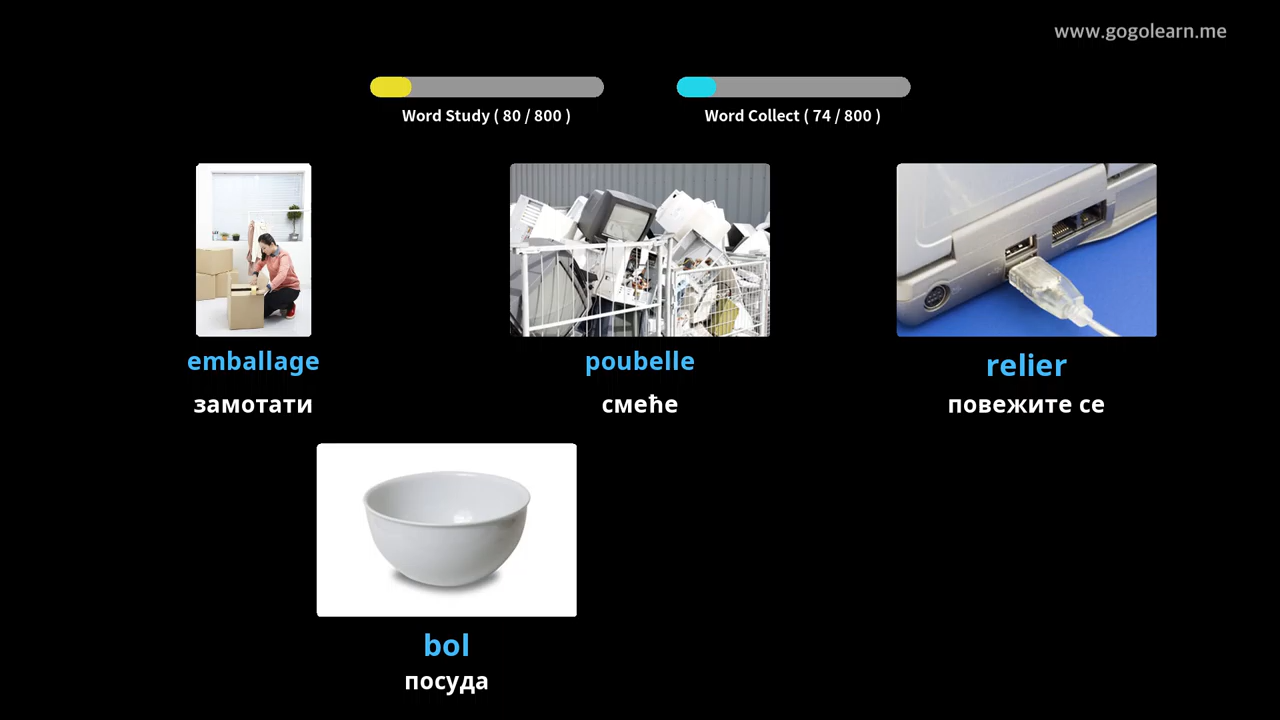 www.gogolearn.me
Word Study ( 80 / 800 )
Word Collect ( 74 / 800 )
emballage
замотати
poubelle
смеће
relier
повежите се
bol
посуда